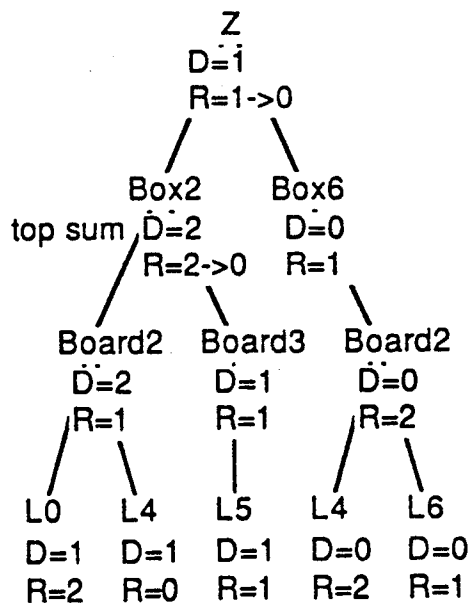 Z
D=1
R=1->0
Box2 Box6
top sum D=2 D=0
R=2->0 R=1
Board2 Board3 Board2
D=2 D=1 D=0
R=1 R=1 R=2
L0 L4 L5 L4 L6
D=1 D=1 D=1 D=0 D=0
R=2 R=0 R=1 R=2 R=1